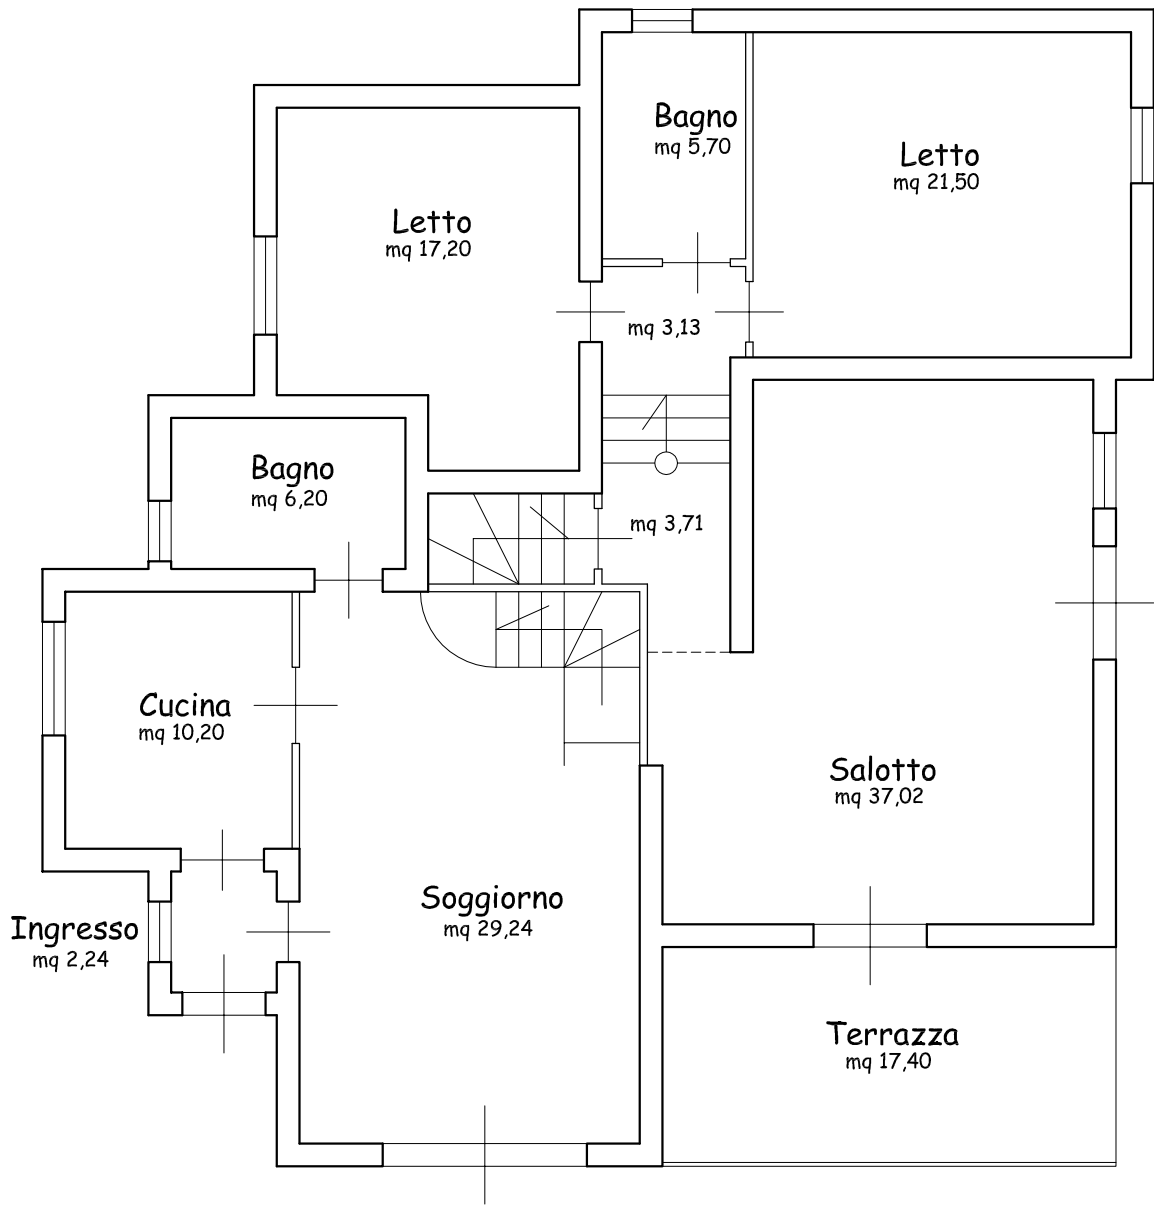 Bagno
mq 5,70
Letto
mq 21,50
Letto
mq 17,20
mq 3,13
Bagno
mq 6,20
mq 3,71
Cucina
mq 10,20
Salotto
mq 37,02
Soggiorno
mq 29,24
Ingresso
mq 2,24
Terrazza
mq 17,40